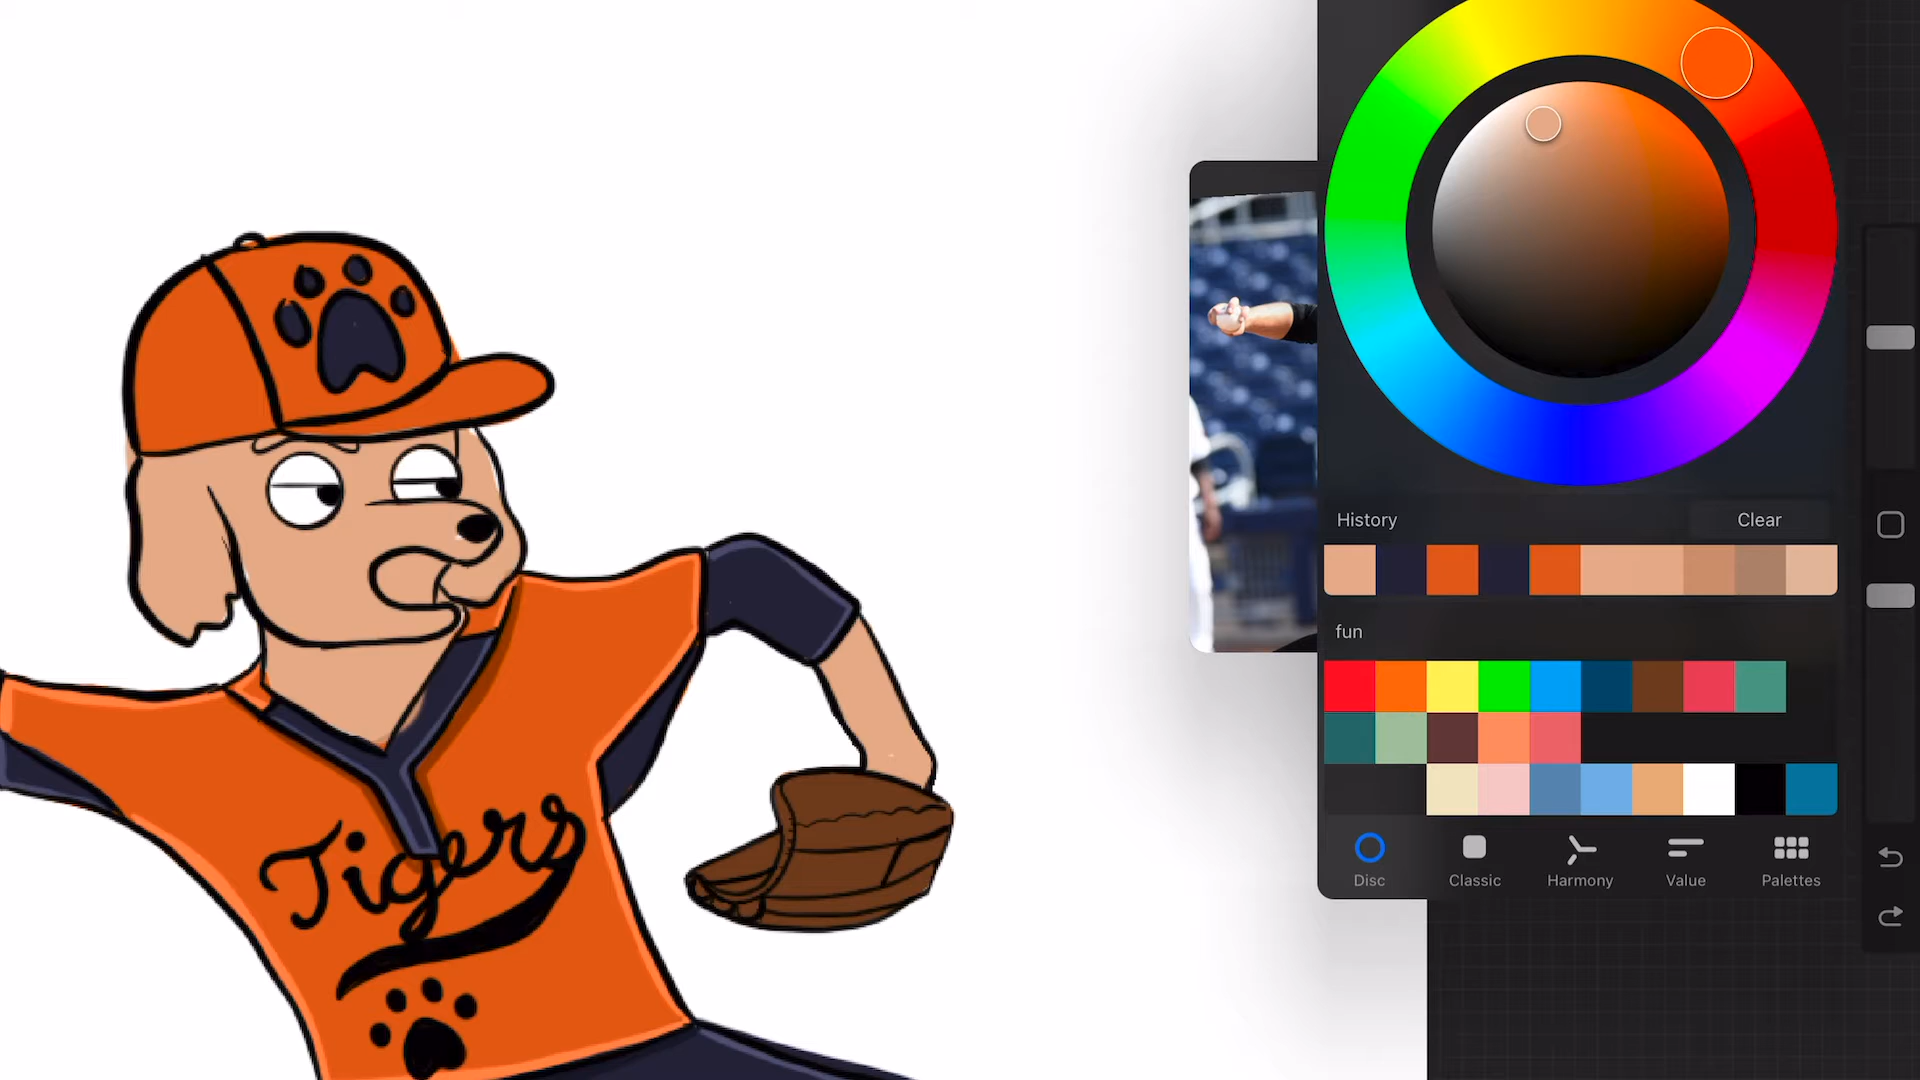 History
Clear
fun
Tigers
Disc
Classic
Harmony
Value
Palettes